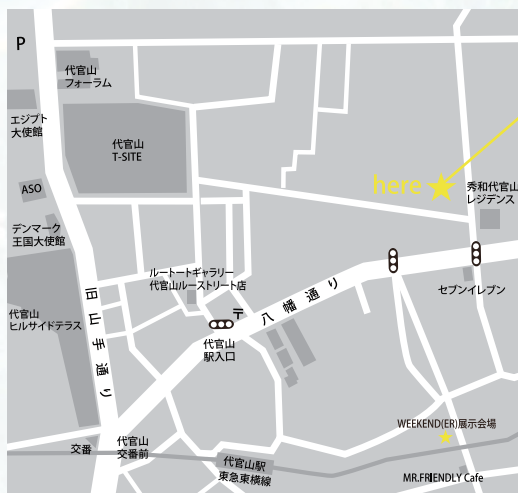 P
代官山
フォーラム
エジプト
大使館
代官山
T-SITE
here
ASO
秀和代官山
レジデンス
デンマーク
王国大使館
旧山手通り
代官山
ヒルサイドテラス
ルートートギャラリー
代官山ルーストリート店
〒
八幡通り
セブンイレブン
代官山
駅入口
WEEKEND(ER)展示会場
交番
代官山
交番前
代官山駅
東急東横線
MR.FRIENDLY Cafe